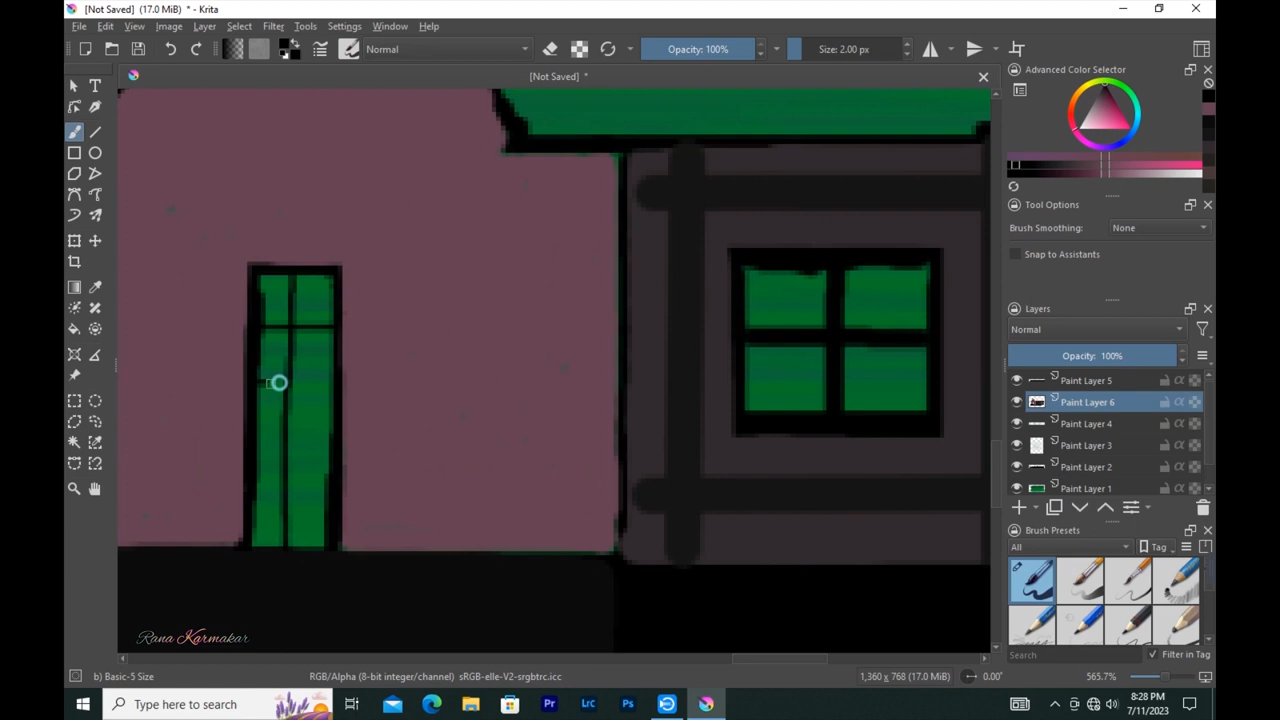 [Not Saved] (17.0 MiB) * - Krita
File Edit View Image Layer Select Filter Tools Settings Window Help
Normal
Opacity: 100%
Size: 2.00 px
[Not Saved] *
Advanced Color Selector
Tool Options
Brush Smoothing: None
Snap to Assistants
Layers
Normal
Opacity: 100%
Paint Layer 5
Paint Layer 6
Paint Layer 4
Paint Layer 3
Paint Layer 2
Paint Layer 1
Brush Presets
All
Tag
Search
Filter in Tag
Rana Karmakar
b) Basic-5 Size
RGB/Alpha (8-bit integer/channel) sRGB-elle-V2-srgbtrc.icc
1,360 x 768 (17.0 MiB)
0.00°
565.7%
Type here to search
Pr
Lrc
Ps
8:28 PM
7/11/2023